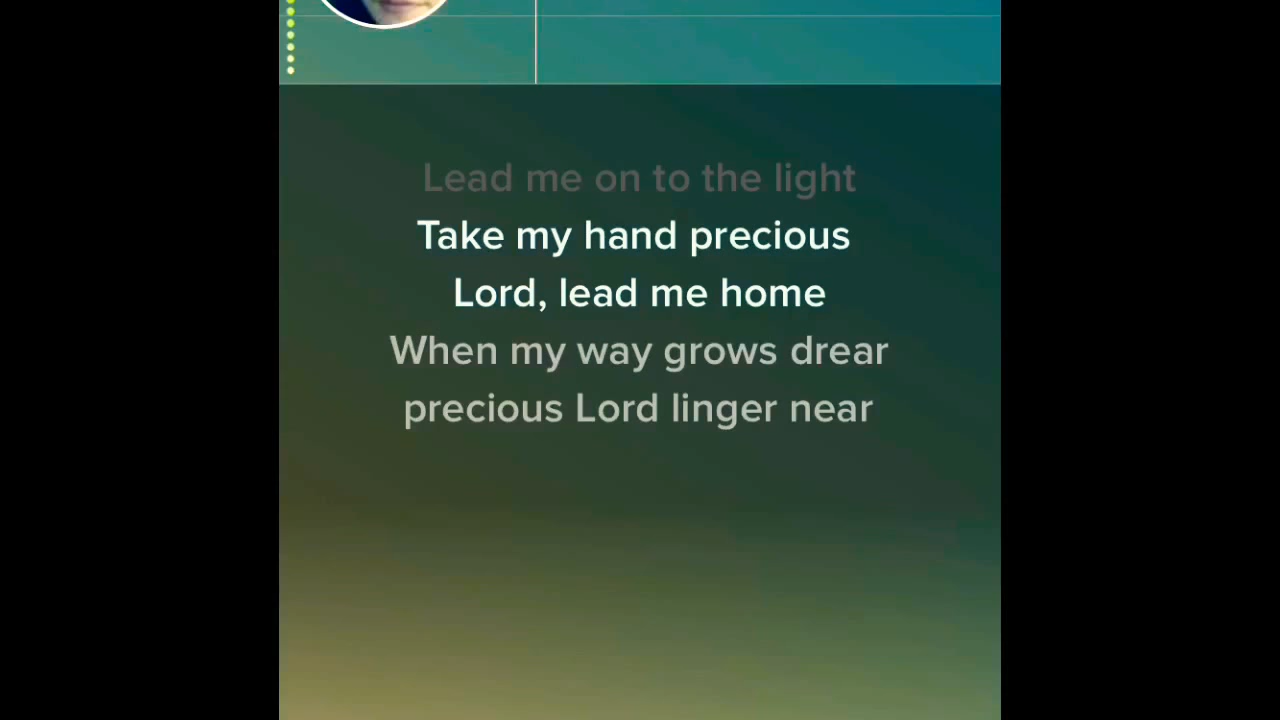 Lead me on to the light
Take my hand precious
Lord, lead me home
When my way grows drear
precious Lord linger near